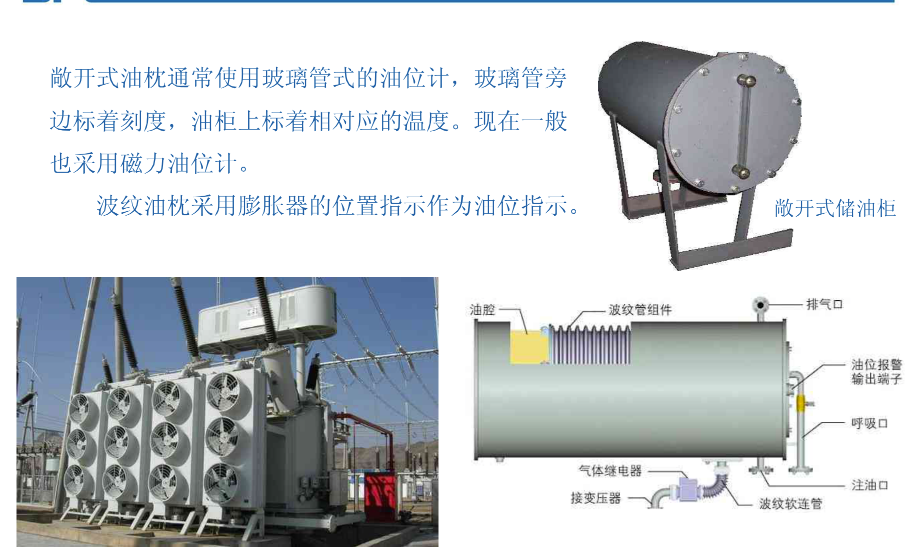 敞开式油枕通常使用玻璃管式的油位计，玻璃管旁
边标着刻度，油柜上标着相对应的温度。现在一般
也采用磁力油位计。
波纹油枕采用膨胀器的位置指示作为油位指示。
敞开式储油柜
油腔
波纹管组件
排气口
油位报警
输出端子
呼吸口
气体继电器
接变压器
注油口
波纹软连管